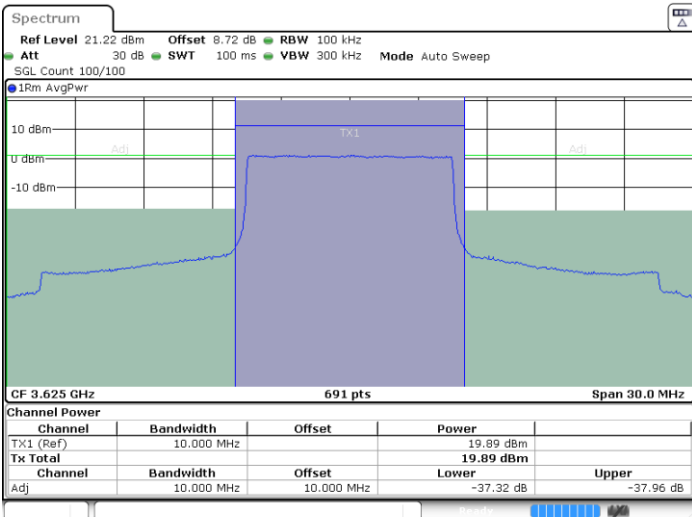 Spectrum
Ref Level 21.22 dBm Offset 8.72 dB RBW 100 kHz
Att 30 dB SWT 100 ms VBW 300 kHz Mode Auto Sweep
SGL Count 100/100
1Rm AvgPwr
10 dBm
TX1
Adj Adj
0 dBm
-10 dBm
CF 3.625 GHz 691 pts Span 30.0 MHz
Channel Power
Channel Bandwidth Offset Power
TX1 (Ref) 10.000 MHz 19.89 dBm
Tx Total 19.89 dBm
Channel Bandwidth Offset Lower Upper
Adj 10.000 MHz 10.000 MHz -37.32 dB -37.96 dB
Ready